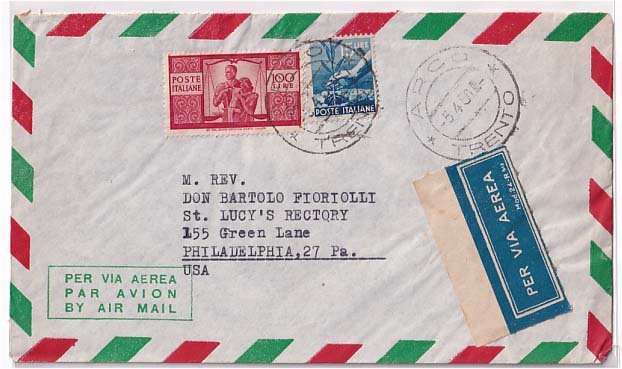 POSTE
ITALIANE
100
LIRE
LIRE
POSTE ITALIANE
TRENTO
ARCO
TRENTO
M. REV.
DON BARTOLO FIORIOLLI
St. LUCY'S RECTORY
155 Green Lane
PHILADELPHIA,27 Pa.
USA
PER VIA AEREA
PER VIA AEREA
PAR AVION
BY AIR MAIL